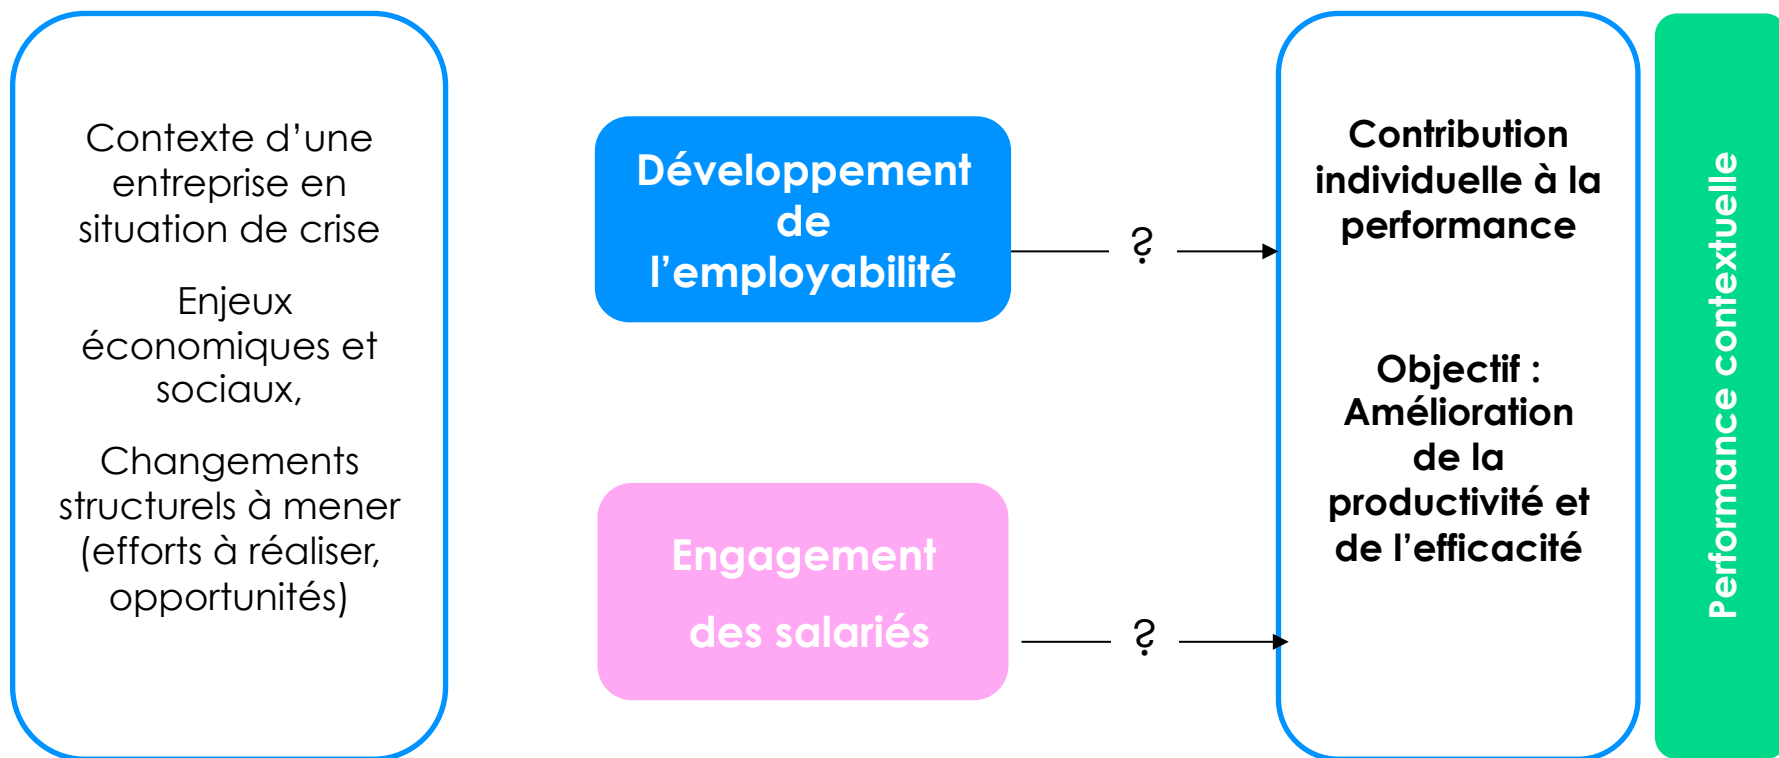 Contexte d’une
entreprise en
situation de crise
Enjeux
économiques et
sociaux,
Changements
structurels à mener
(efforts à réaliser,
opportunités)
Développement
de
l’employabilité
?
Engagement
des salariés
?
Contribution
individuelle à la
performance
Objectif :
Amélioration
de la
productivité et
de l’efficacité
Performance contextuelle